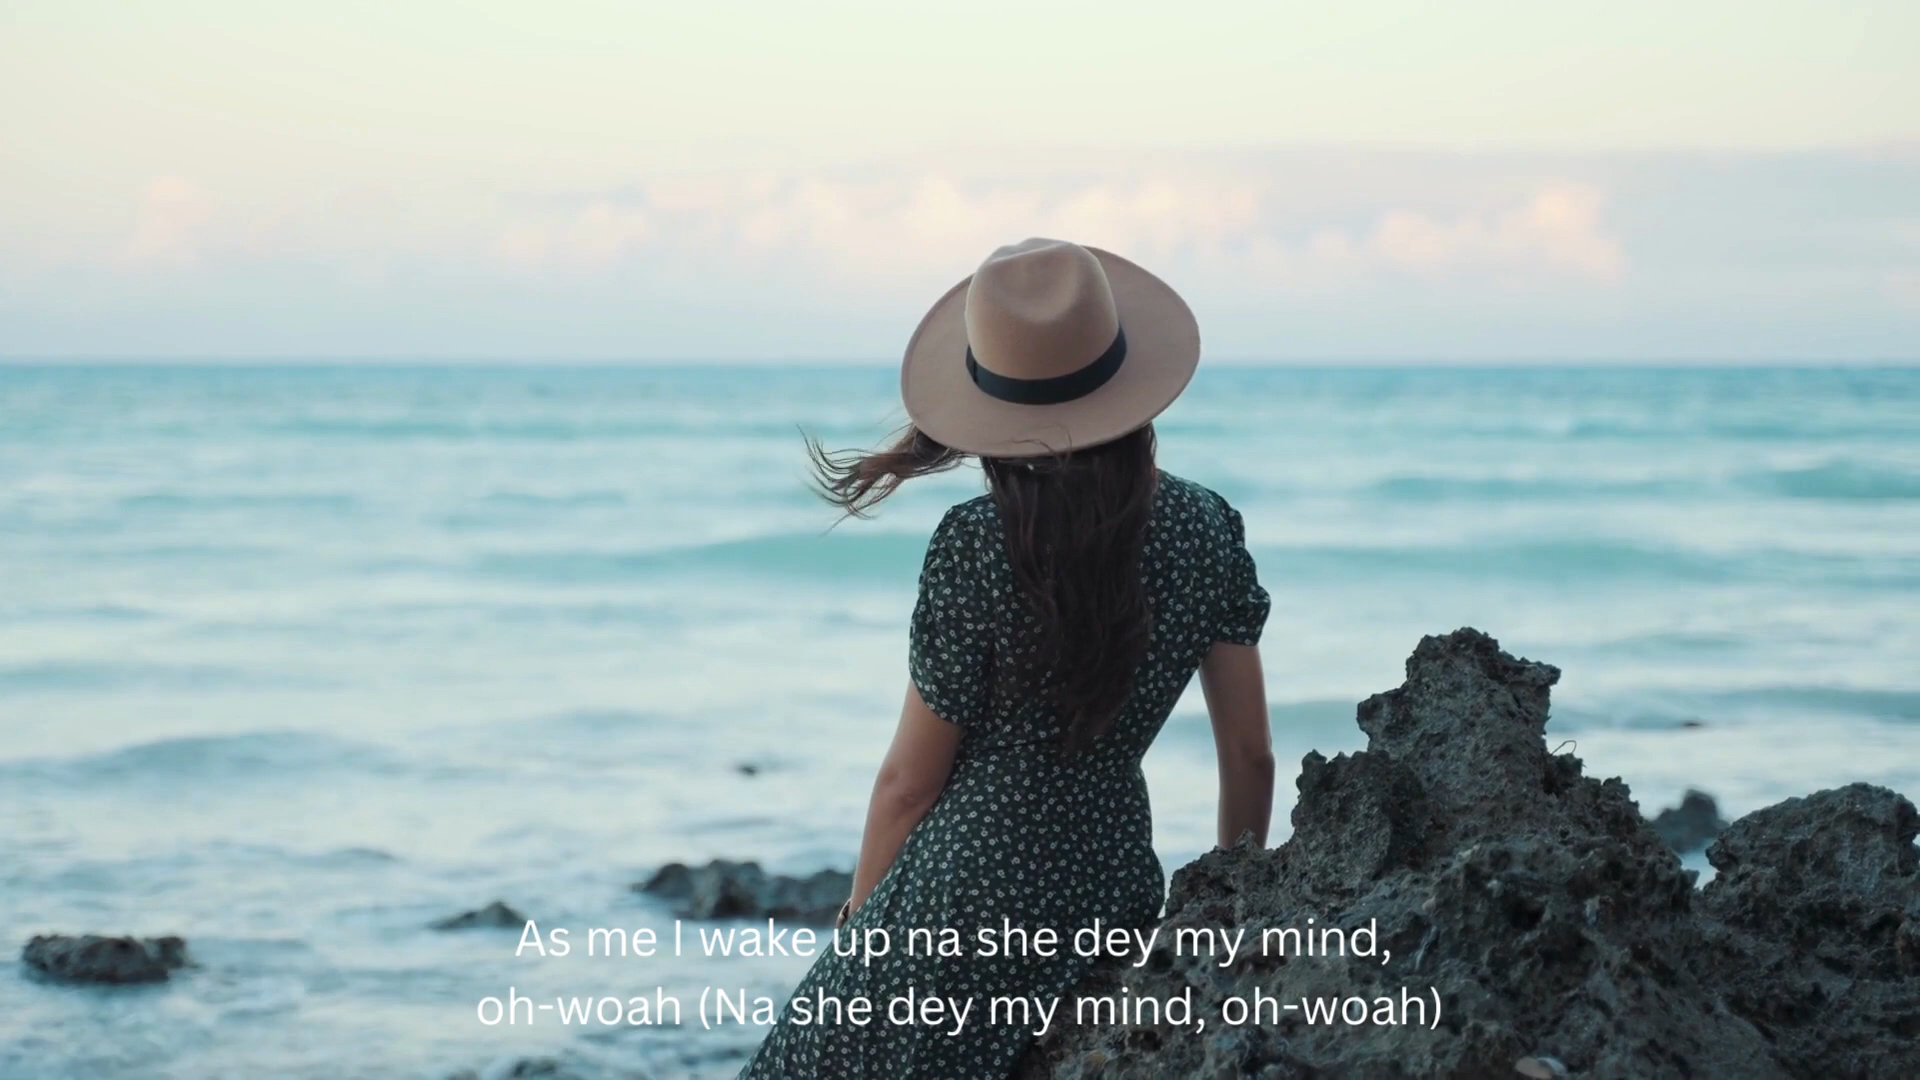 As me I wake up na she dey my mind,
oh-woah (Na she dey my mind, oh-woah)